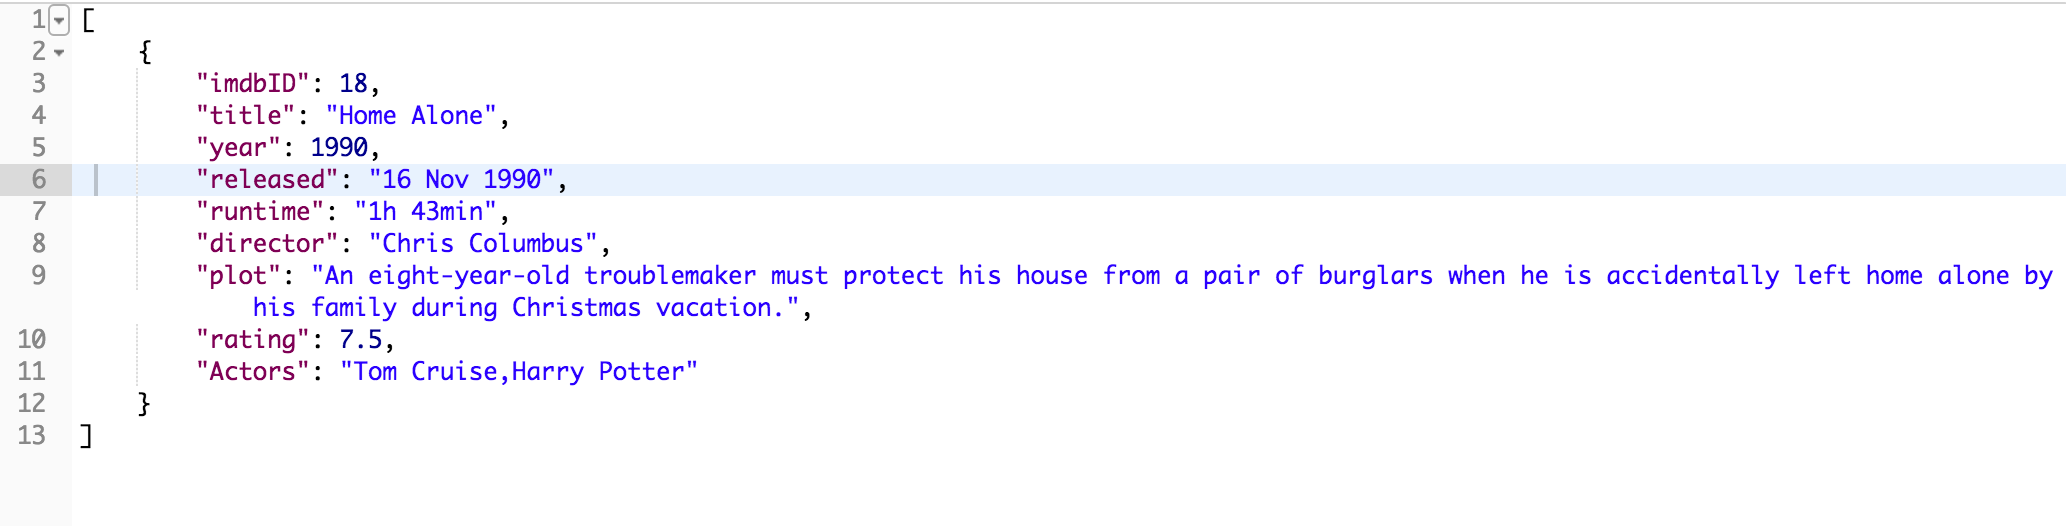 1 [
2 {
3 "imdbID": 18,
4 "title": "Home Alone",
5 "year": 1990,
6 "released": "16 Nov 1990",
7 "runtime": "1h 43min",
8 "director": "Chris Columbus",
9 "plot": "An eight-year-old troublemaker must protect his house from a pair of burglars when he is accidentally left home alone by
his family during Christmas vacation.",
10 "rating": 7.5,
11 "Actors": "Tom Cruise,Harry Potter"
12 }
13 ]